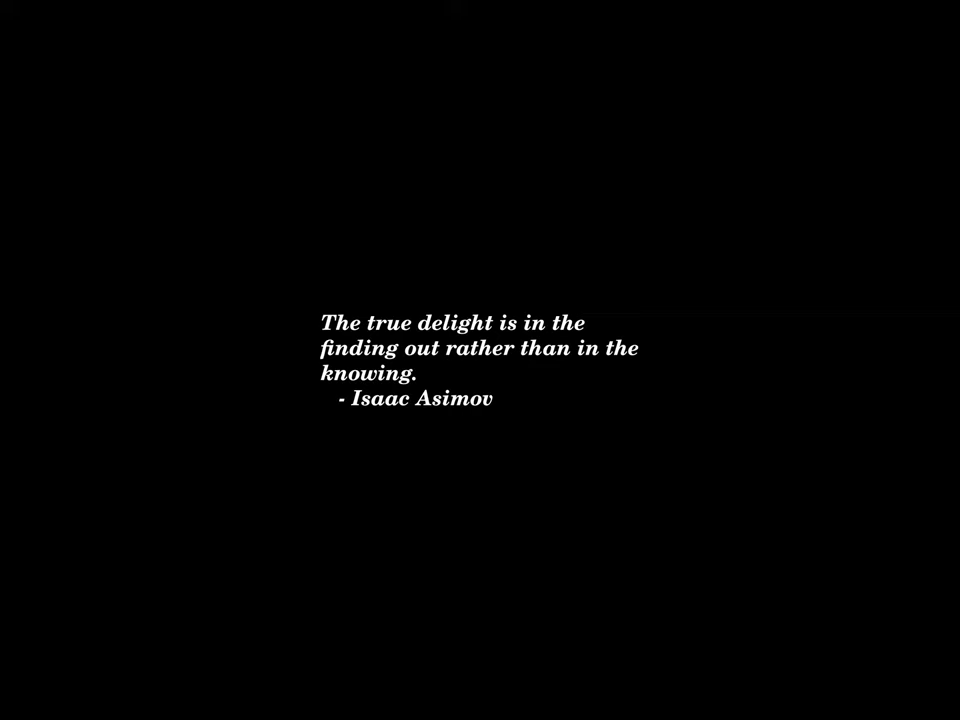 The true delight is in the
finding out rather than in the
knowing.
- Isaac Asimov